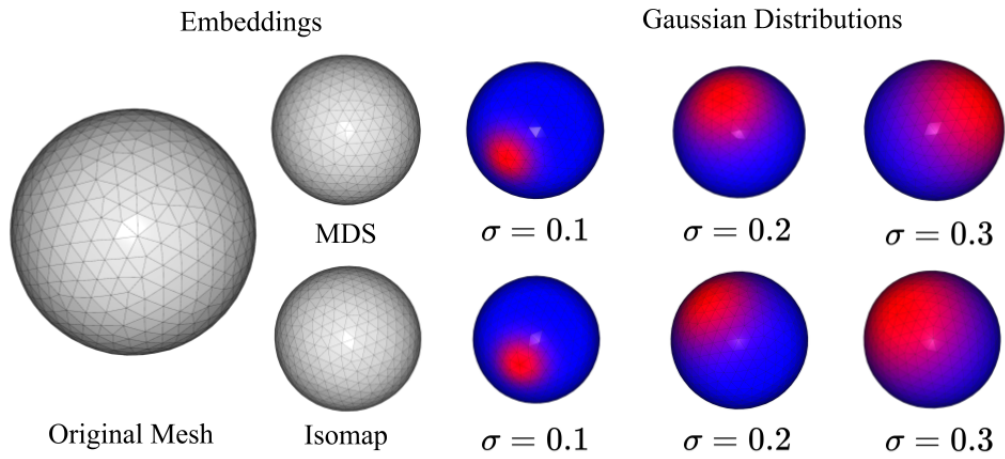 Embeddings
Gaussian Distributions
MDS
σ = 0.1
σ = 0.2
σ = 0.3
Original Mesh
Isomap
σ = 0.1
σ = 0.2
σ = 0.3